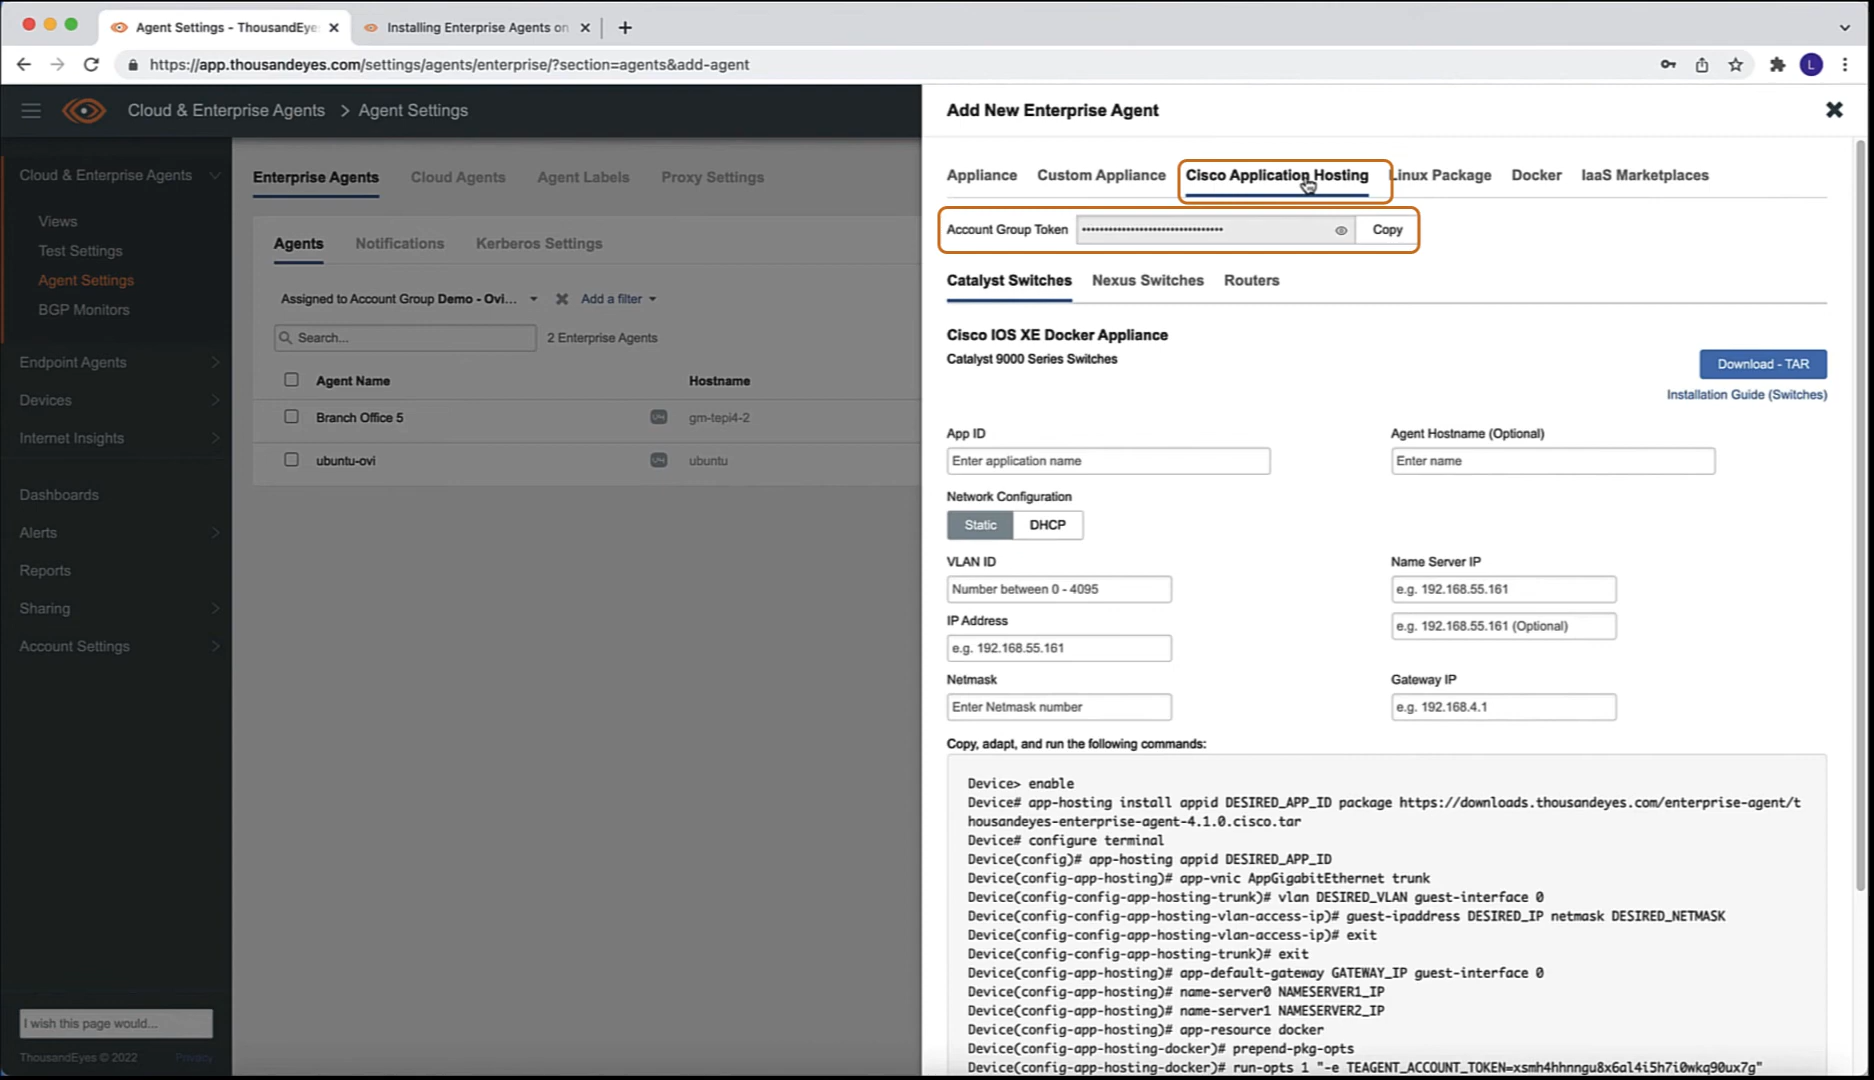 Agent Settings - ThousandEye
Installing Enterprise Agents on
https://app.thousandeyes.com/settings/agents/enterprise/?section=agents&add-agent
L
Cloud & Enterprise Agents > Agent Settings
Add New Enterprise Agent
Cloud & Enterprise Agents
Views
Test Settings
Agent Settings
BGP Monitors
Endpoint Agents
Devices
Internet Insights
Dashboards
Alerts
Reports
Sharing
Account Settings
I wish this page would...
ThousandEyes © 2022 Privacy
Enterprise Agents Cloud Agents Agent Labels Proxy Settings
Agents Notifications Kerberos Settings
Assigned to Account Group Demo - Ovi... Add a filter
Search... 2 Enterprise Agents
Agent Name Hostname
Branch Office 5 gm-tepi4-2
ubuntu-ovi ubuntu
Appliance Custom Appliance Cisco Application Hosting Linux Package Docker IaaS Marketplaces
Account Group Token Copy
Catalyst Switches Nexus Switches Routers
Cisco IOS XE Docker Appliance
Catalyst 9000 Series Switches
Download - TAR
Installation Guide (Switches)
App ID Agent Hostname (Optional)
Enter application name Enter name
Network Configuration
Static DHCP
VLAN ID Name Server IP
Number between 0 - 4095 e.g. 192.168.55.161
IP Address e.g. 192.168.55.161 (Optional)
e.g. 192.168.55.161
Netmask Gateway IP
Enter Netmask number e.g. 192.168.4.1
Copy, adapt, and run the following commands:
Device> enable
Device# app-hosting install appid DESIRED_APP_ID package https://downloads.thousandeyes.com/enterprise-agent/t
housandeyes-enterprise-agent-4.1.0.cisco.tar
Device# configure terminal
Device(config)# app-hosting appid DESIRED_APP_ID
Device(config-app-hosting)# app-vnic AppGigabitEthernet trunk
Device(config-config-app-hosting-trunk)# vlan DESIRED_VLAN guest-interface 0
Device(config-config-app-hosting-vlan-access-ip)# guest-ipaddress DESIRED_IP netmask DESIRED_NETMASK
Device(config-config-app-hosting-vlan-access-ip)# exit
Device(config-config-app-hosting-trunk)# exit
Device(config-app-hosting)# app-default-gateway GATEWAY_IP guest-interface 0
Device(config-app-hosting)# name-server0 NAMESERVER1_IP
Device(config-app-hosting)# name-server1 NAMESERVER2_IP
Device(config-app-hosting)# app-resource docker
Device(config-app-hosting-docker)# prepend-pkg-opts
Device(config-app-hosting-docker)# run-opts 1 "-e TEAGENT_ACCOUNT_TOKEN=xsmh4hhnngu8x6al4i5h7i0wkq90ux7g"